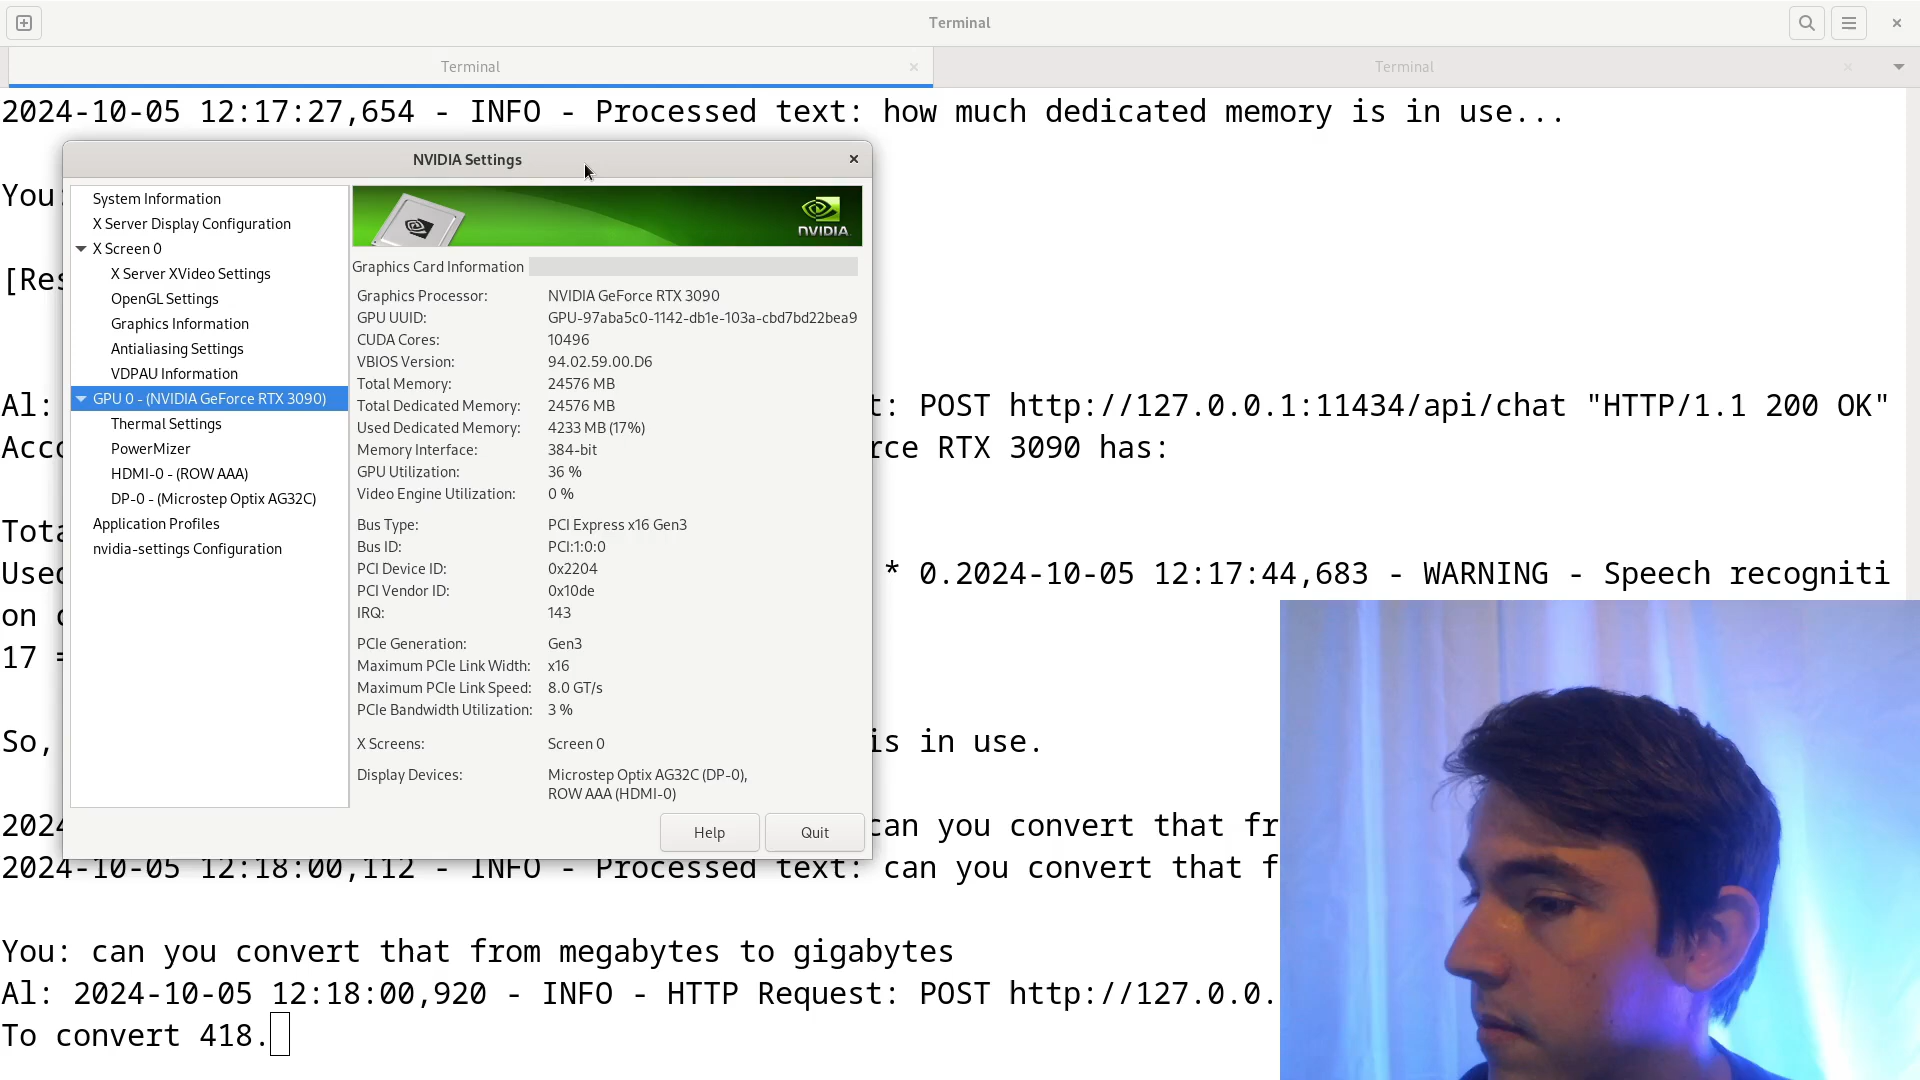 Terminal
Terminal
Terminal
2024-10-05 12:17:27,654 - INFO - Processed text: how much dedicated memory is in use...
You:
[Res
Al: t: POST http://127.0.0.1:11434/api/chat "HTTP/1.1 200 OK"
Acco rce RTX 3090 has:
Tota
Used * 0.2024-10-05 12:17:44,683 - WARNING - Speech recogniti
on c
17 =
So, is in use.
2024 can you convert that fr
2024-10-05 12:18:00,112 - INFO - Processed text: can you convert that f
You: can you convert that from megabytes to gigabytes
Al: 2024-10-05 12:18:00,920 - INFO - HTTP Request: POST http://127.0.0.
To convert 418.
NVIDIA Settings
System Information
X Server Display Configuration
X Screen 0
X Server XVideo Settings
OpenGL Settings
Graphics Information
Antialiasing Settings
VDPAU Information
GPU 0 - (NVIDIA GeForce RTX 3090)
Thermal Settings
PowerMizer
HDMI-0 - (ROW AAA)
DP-0 - (Microstep Optix AG32C)
Application Profiles
nvidia-settings Configuration
NVIDIA.
Graphics Card Information
Graphics Processor: NVIDIA GeForce RTX 3090
GPU UUID: GPU-97aba5c0-1142-db1e-103a-cbd7bd22bea9
CUDA Cores: 10496
VBIOS Version: 94.02.59.00.D6
Total Memory: 24576 MB
Total Dedicated Memory: 24576 MB
Used Dedicated Memory: 4233 MB (17%)
Memory Interface: 384-bit
GPU Utilization: 36 %
Video Engine Utilization: 0 %
Bus Type: PCI Express x16 Gen3
Bus ID: PCI:1:0:0
PCI Device ID: 0x2204
PCI Vendor ID: 0x10de
IRQ: 143
PCIe Generation: Gen3
Maximum PCIe Link Width: x16
Maximum PCIe Link Speed: 8.0 GT/s
PCIe Bandwidth Utilization: 3 %
X Screens: Screen 0
Display Devices: Microstep Optix AG32C (DP-0),
ROW AAA (HDMI-0)
Help
Quit